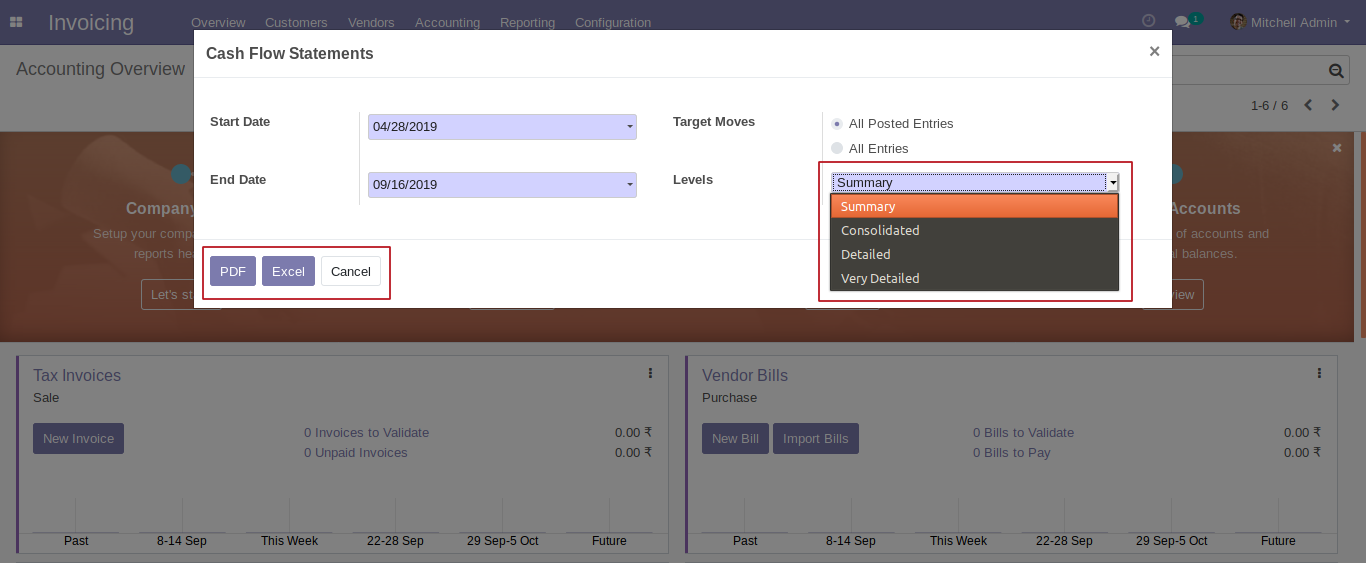 Invoicing
Overview Customers Vendors Accounting Reporting Configuration
1 Mitchell Admin
Accounting Overview
1-6 / 6
Cash Flow Statements ×
Start Date
04/28/2019
Target Moves
All Posted Entries
All Entries
End Date
09/16/2019
Levels
Summary
Summary
Consolidated
Detailed
Very Detailed
PDF Excel Cancel
Company
Setup your comp
reports he
Let's st
Accounts
of accounts and
balances.
Tax Invoices
Sale
New Invoice
0 Invoices to Validate 0.00 ₹
0 Unpaid Invoices 0.00 ₹
Past 8-14 Sep This Week 22-28 Sep 29 Sep-5 Oct Future
Vendor Bills
Purchase
New Bill Import Bills
0 Bills to Validate 0.00 ₹
0 Bills to Pay 0.00 ₹
Past 8-14 Sep This Week 22-28 Sep 29 Sep-5 Oct Future